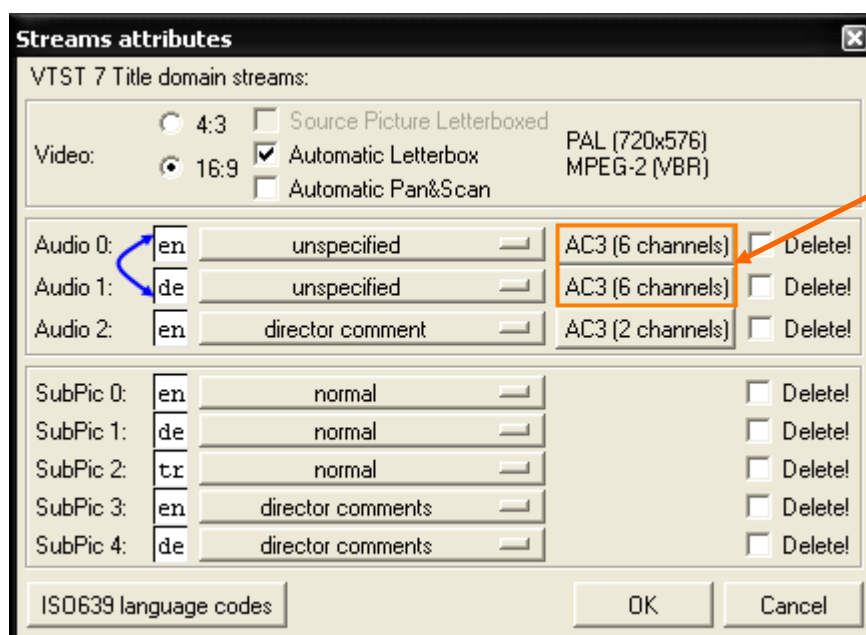 Streams attributes
VTST 7 Title domain streams:
Video: 4:3 Source Picture Letterboxed PAL (720x576)
16:9 Automatic Letterbox MPEG-2 (VBR)
Automatic Pan&Scan
Audio 0: en unspecified AC3 (6 channels) Delete!
Audio 1: de unspecified AC3 (6 channels) Delete!
Audio 2: en director comment AC3 (2 channels) Delete!
SubPic 0: en normal Delete!
SubPic 1: de normal Delete!
SubPic 2: tr normal Delete!
SubPic 3: en director comments Delete!
SubPic 4: de director comments Delete!
ISO639 language codes OK Cancel